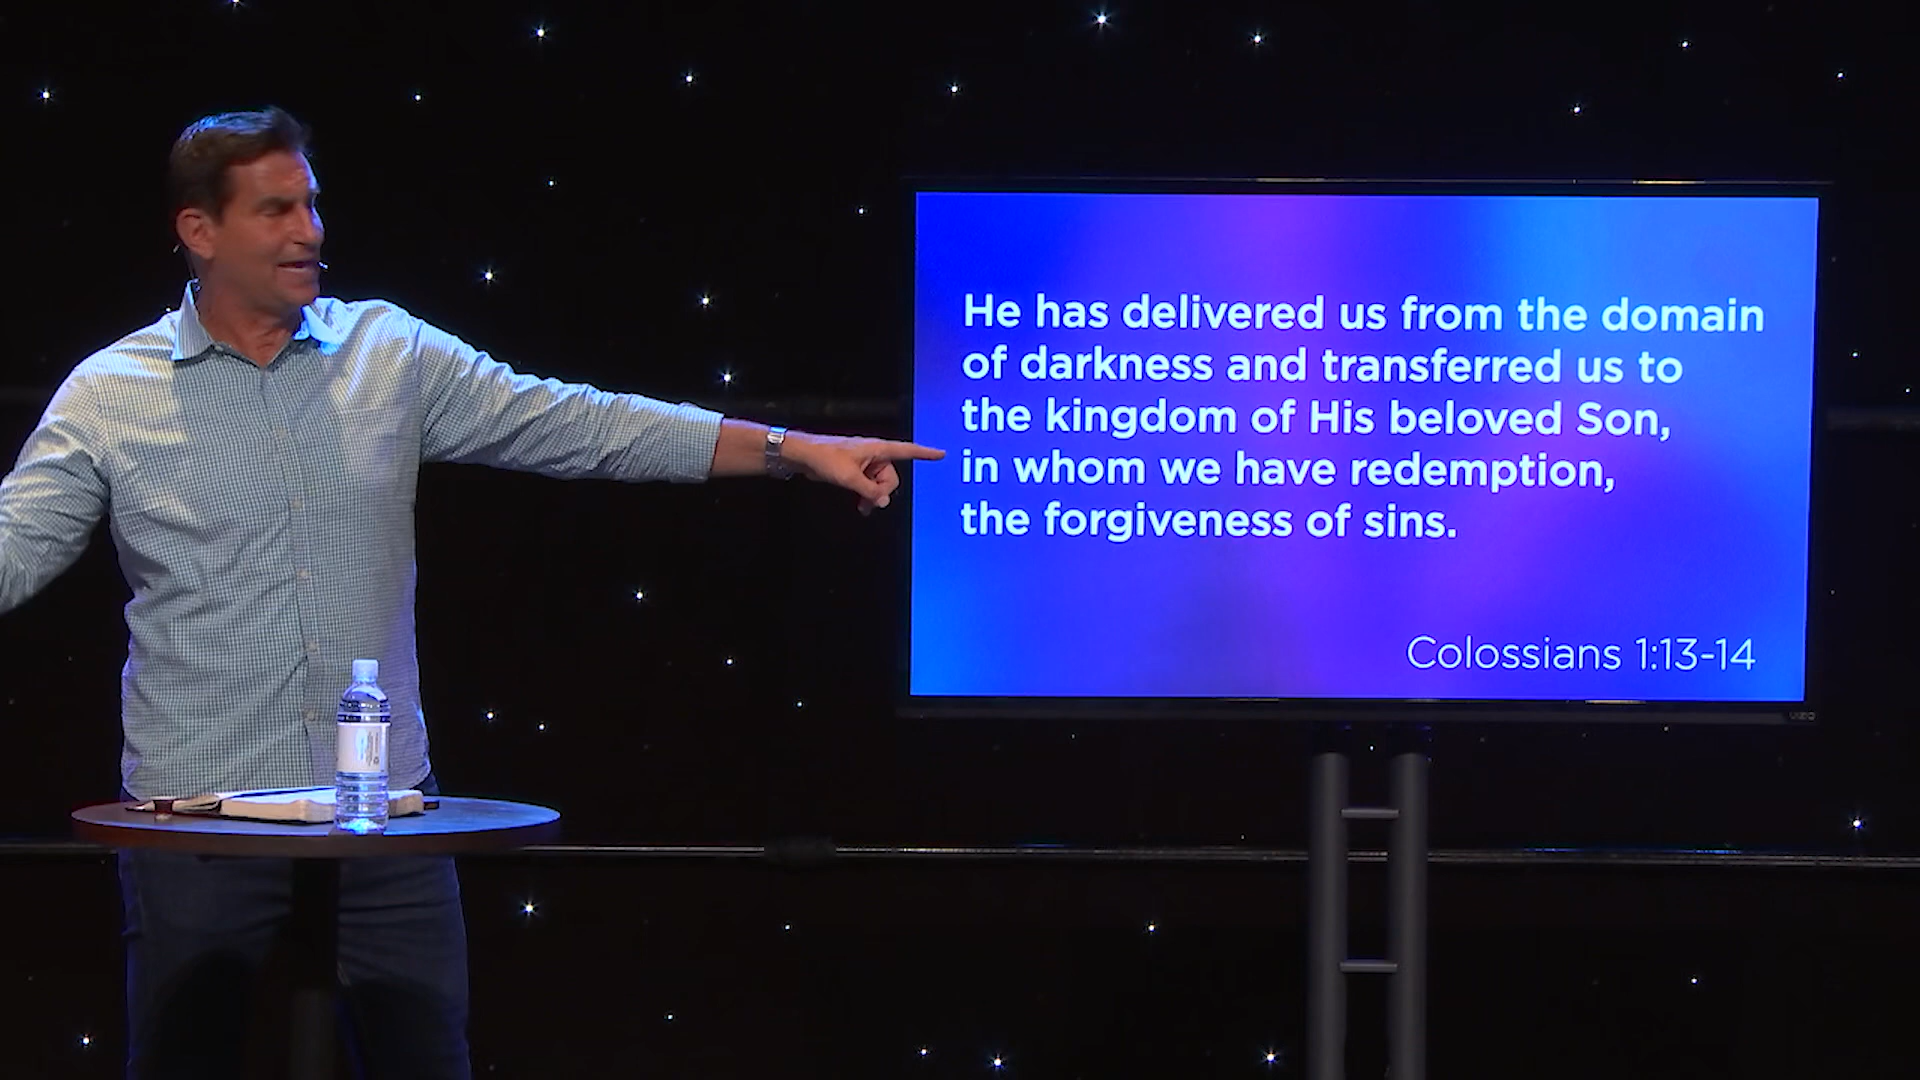 He has delivered us from the domain
of darkness and transferred us to
the kingdom of His beloved Son,
in whom we have redemption,
the forgiveness of sins.
Colossians 1:13-14
VIZIO